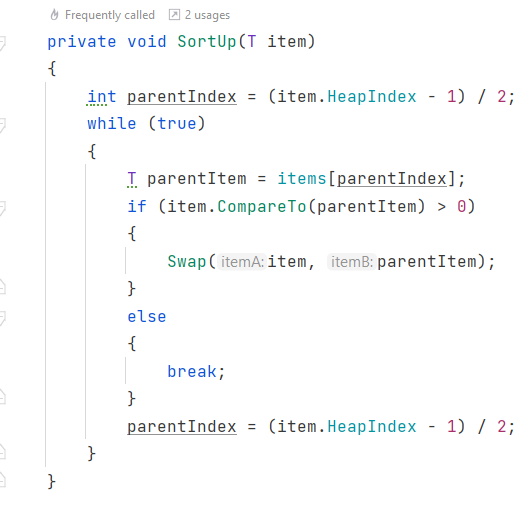 Frequently called 2 usages
private void SortUp(T item)
{
int parentIndex = (item.HeapIndex - 1) / 2;
while (true)
{
T parentItem = items[parentIndex];
if (item.CompareTo(parentItem) > 0)
{
Swap(itemA: item, itemB: parentItem);
}
else
{
break;
}
parentIndex = (item.HeapIndex - 1) / 2;
}
}